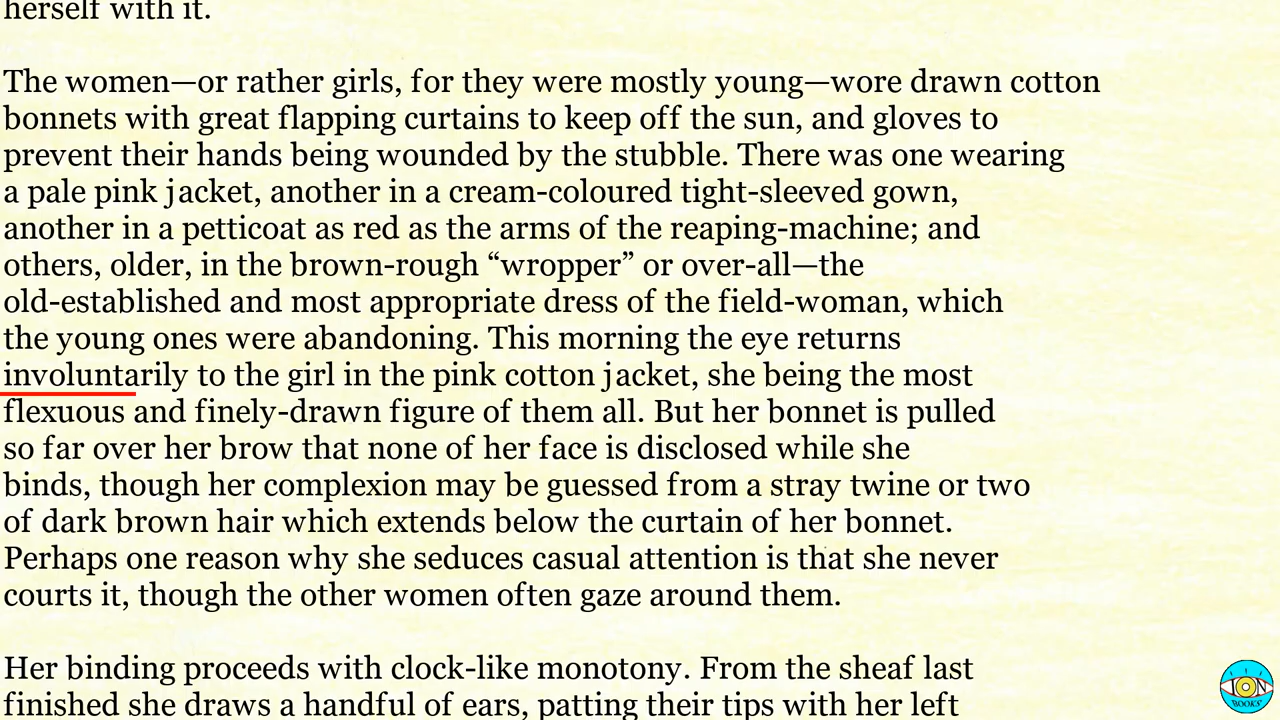 herself with it.
The women—or rather girls, for they were mostly young—wore drawn cotton
bonnets with great flapping curtains to keep off the sun, and gloves to
prevent their hands being wounded by the stubble. There was one wearing
a pale pink jacket, another in a cream-coloured tight-sleeved gown,
another in a petticoat as red as the arms of the reaping-machine; and
others, older, in the brown-rough “wropper” or over-all—the
old-established and most appropriate dress of the field-woman, which
the young ones were abandoning. This morning the eye returns
involuntarily to the girl in the pink cotton jacket, she being the most
flexuous and finely-drawn figure of them all. But her bonnet is pulled
so far over her brow that none of her face is disclosed while she
binds, though her complexion may be guessed from a stray twine or two
of dark brown hair which extends below the curtain of her bonnet.
Perhaps one reason why she seduces casual attention is that she never
courts it, though the other women often gaze around them.
Her binding proceeds with clock-like monotony. From the sheaf last
finished she draws a handful of ears, patting their tips with her left
ION
BOOKS